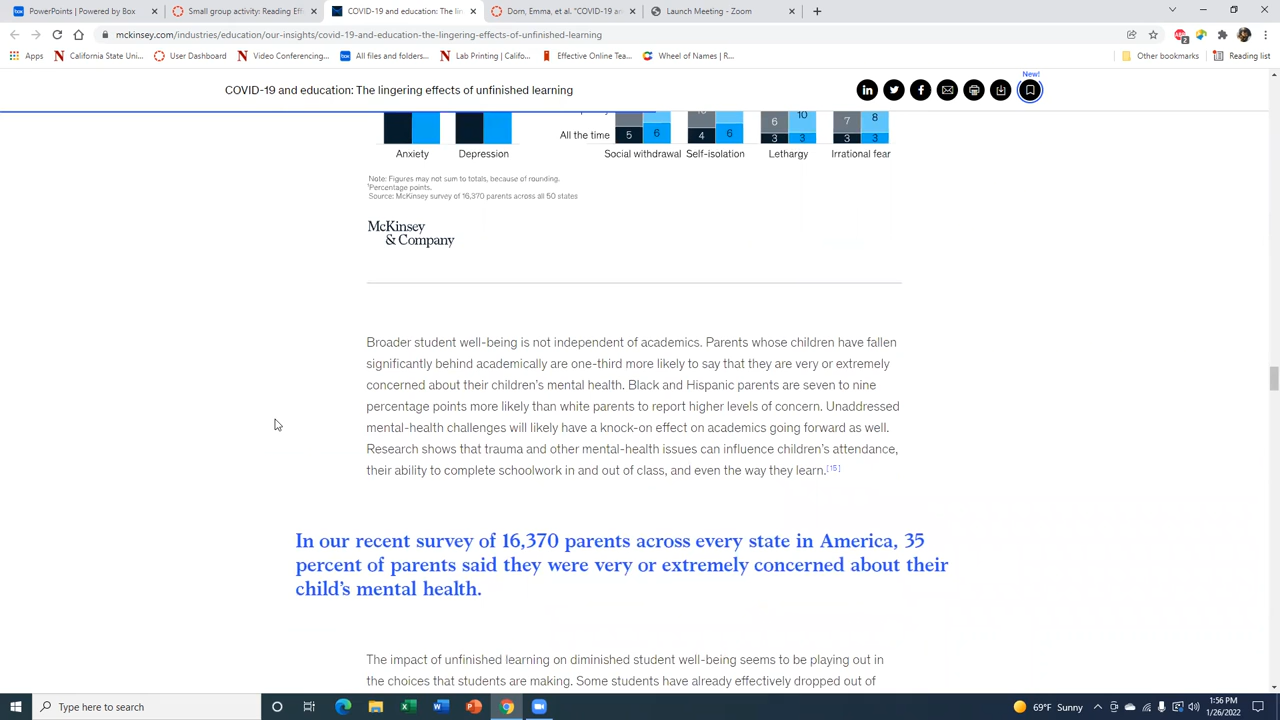 PowerPoints | Powered by Box
Small group activity: Reading Eff
COVID-19 and education: The lin
Dom, Emma, et al. "COVID-19 and
Launch Meeting - Zoom
mckinsey.com/industries/education/our-insights/covid-19-and-education-the-lingering-effects-of-unfinished-learning
2
Apps
California State Uni...
User Dashboard
Video Conferencing...
box
All files and folders...
Lab Printing | Califo...
Effective Online Tea...
Wheel of Names | R...
Other bookmarks
Reading list
New!
COVID-19 and education: The lingering effects of unfinished learning
10
6
7
8
All the time
5
6
4
6
3
3
3
3
Anxiety
Depression
Social withdrawal
Self-isolation
Lethargy
Irrational fear
Note: Figures may not sum to totals, because of rounding.
¹Percentage points.
Source: McKinsey survey of 16,370 parents across all 50 states
McKinsey
& Company
Broader student well-being is not independent of academics. Parents whose children have fallen
significantly behind academically are one-third more likely to say that they are very or extremely
concerned about their children's mental health. Black and Hispanic parents are seven to nine
percentage points more likely than white parents to report higher levels of concern. Unaddressed
mental-health challenges will likely have a knock-on effect on academics going forward as well.
Research shows that trauma and other mental-health issues can influence children's attendance,
their ability to complete schoolwork in and out of class, and even the way they learn.[15]
In our recent survey of 16,370 parents across every state in America, 35
percent of parents said they were very or extremely concerned about their
child's mental health.
The impact of unfinished learning on diminished student well-being seems to be playing out in
the choices that students are making. Some students have already effectively dropped out of
Type here to search
69°F Sunny
1:56 PM
1/26/2022